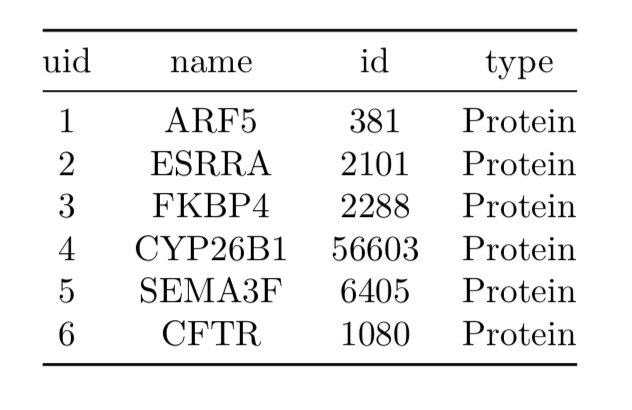 uid name id type
1 ARF5 381 Protein
2 ESRRA 2101 Protein
3 FKBP4 2288 Protein
4 CYP26B1 56603 Protein
5 SEMA3F 6405 Protein
6 CFTR 1080 Protein